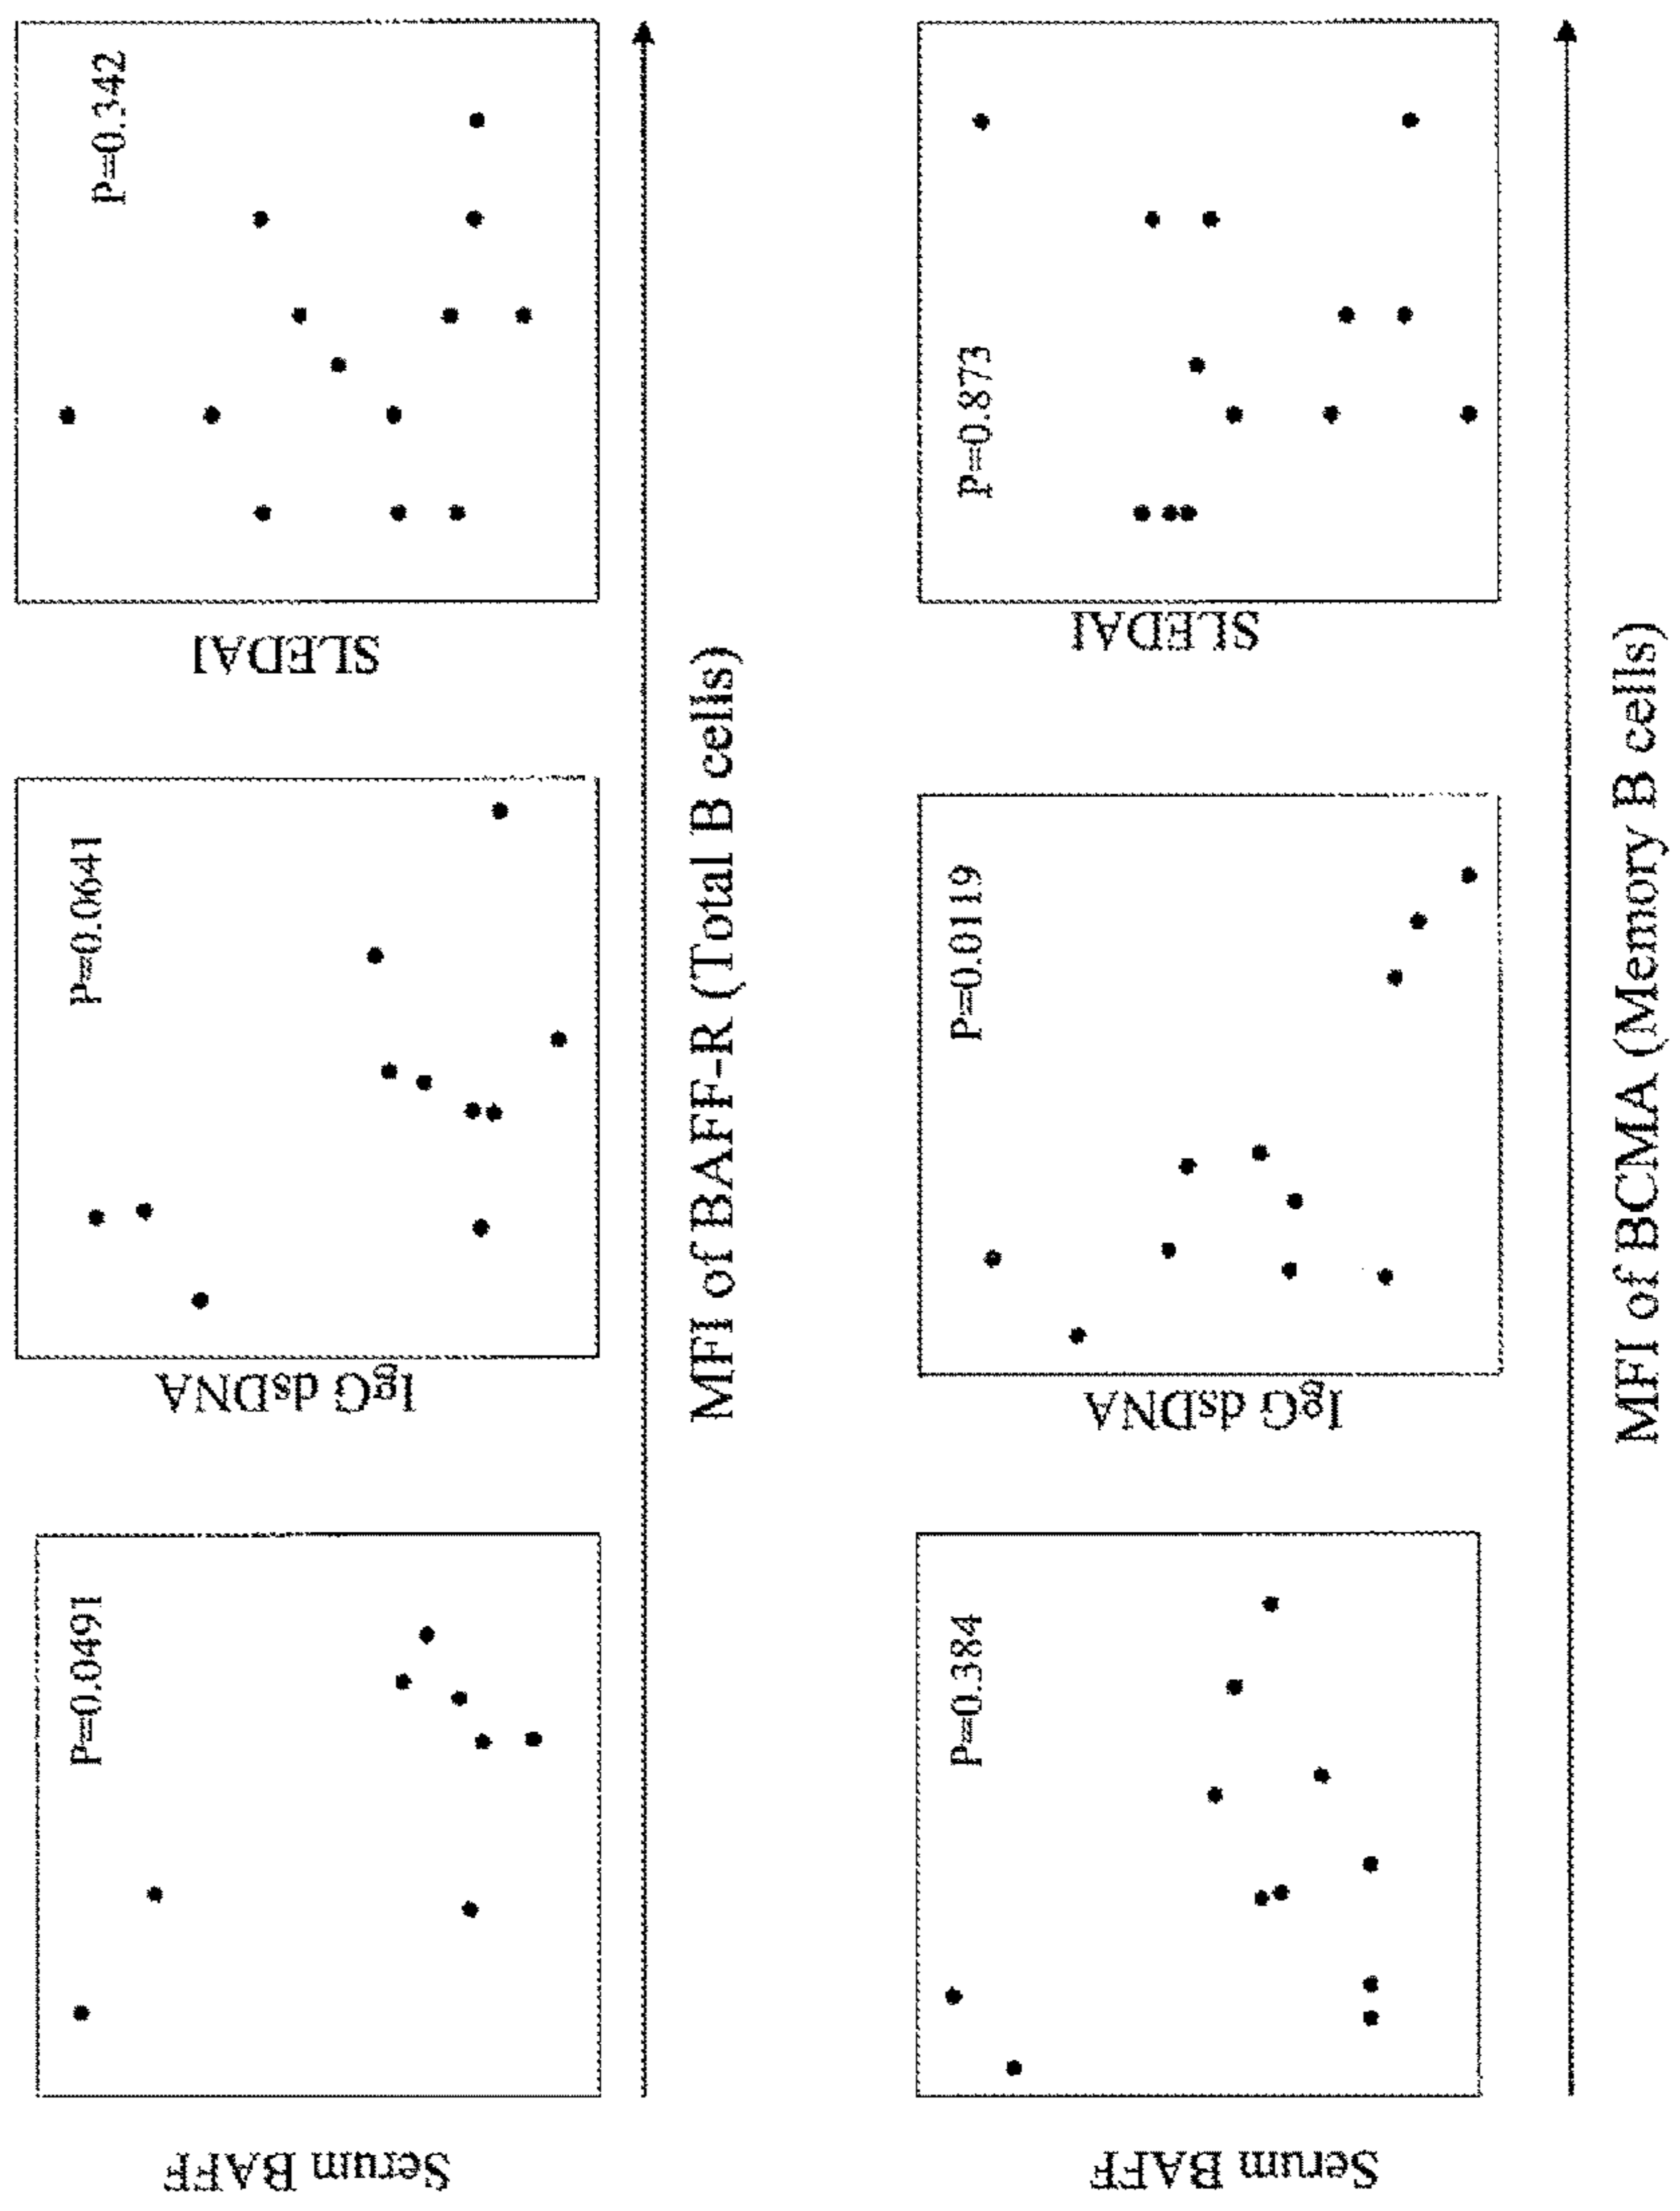 Serum BAFF
P=0.0491
IgG dsDNA
P=0.0641
SLEDAI
P=0.342
MFI of BAFF-R (Total B cells)
Serum BAFF
P=0.384
IgG dsDNA
P=0.0119
SLEDAI
P=0.873
MFI of BCMA (Memory B cells)